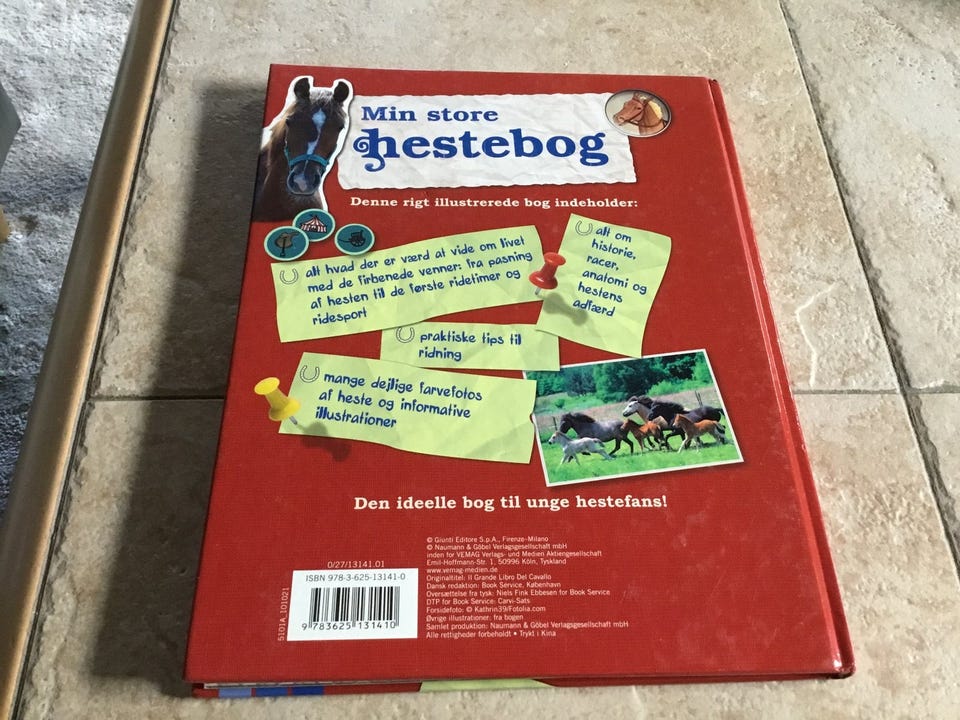 Min store
hestebog
Denne rigt illustrerede bog indeholder:
alt hvad der er værd at vide om livet
med de firbenede venner: fra pasning
af hesten til de første ridetimer og
ridesport
alt om
historie,
racer,
anatomi og
hestens
adfærd
praktiske tips til
ridning
mange dejlige farvefotos
af heste og informative
illustrationer
Den ideelle bog til unge hestefans!
© Giunti Editore S.p.A., Firenze-Milano
© Naumann & Göbel Verlagsgesellschaft mbH
inden for VEMAG Verlags- und Medien Aktiengesellschaft
Emil-Hoffmann-Str. 1, 50996 Köln, Tyskland
www.vemag-medien.de
Originaltitel: Il Grande Libro Del Cavallo
Dansk redaktion: Book Service, København
Oversættelse fra tysk: Niels Fink Ebbesen for Book Service
DTP for Book Service: Carvi-Sats
Forsidefoto: © Kathrin39/Fotolia.com
Øvrige illustrationer: fra bogen
Samlet produktion: Naumann & Göbel Verlagsgesellschaft mbH
Alle rettigheder forbeholdt • Trykt i Kina
0/27/13141.01
ISBN 978-3-625-13141-0
9 783625 131410
5101A_101021